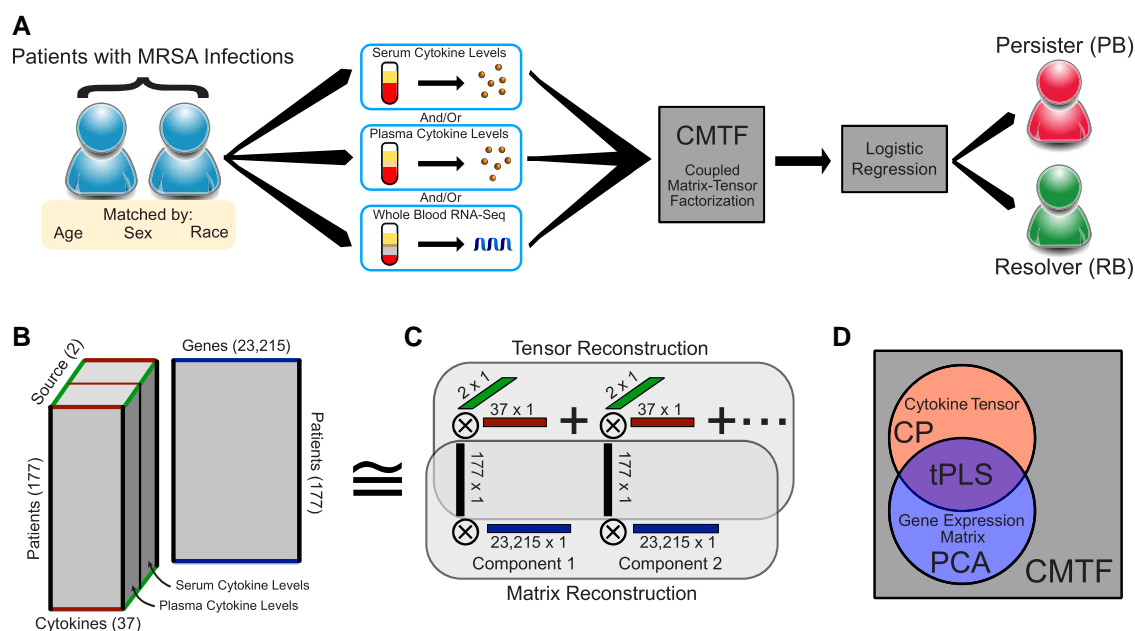 A
Patients with MRSA Infections
Matched by:
Age Sex Race
Serum Cytokine Levels
And/Or
Plasma Cytokine Levels
And/Or
Whole Blood RNA-Seq
CMTF
Coupled
Matrix-Tensor
Factorization
Logistic
Regression
Persister (PB)
Resolver (RB)
B
Source (2)
Genes (23,215)
Patients (177)
Patients (177)
Serum Cytokine Levels
Plasma Cytokine Levels
Cytokines (37)
≅
C
Tensor Reconstruction
2 x 1
37 x 1
+
2 x 1
37 x 1
+...
177 x 1
177 x 1
23,215 x 1
23,215 x 1
Component 1
Component 2
Matrix Reconstruction
D
Cytokine Tensor
CP
tPLS
Gene Expression
Matrix
PCA
CMTF